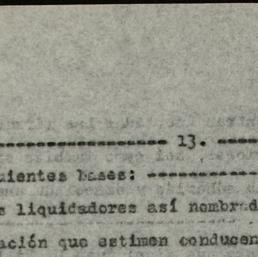 ---------------- 13. ----
uientes bases: -----------
s liquidadores así nombrad
ación que estimen conducen